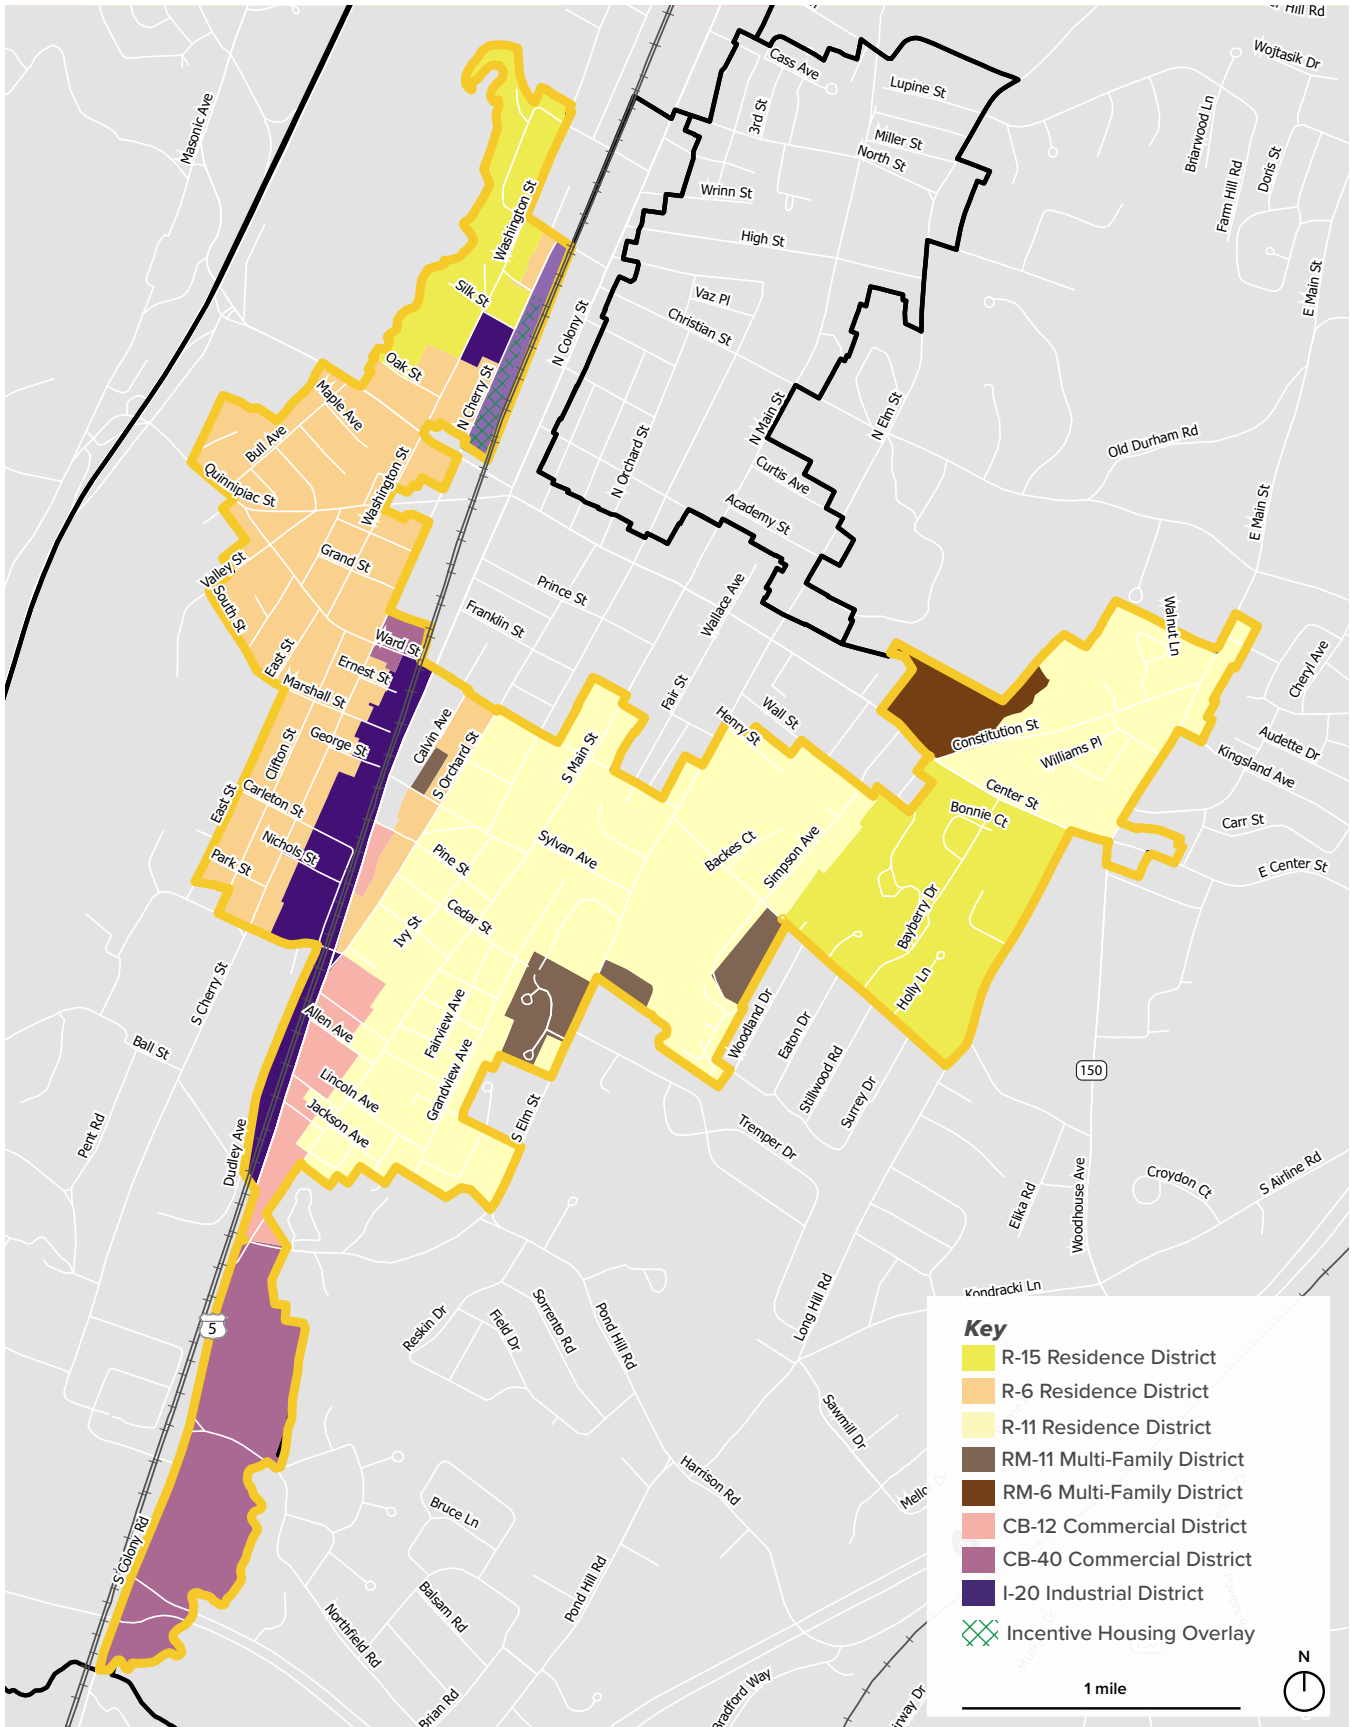 Hill Rd
Wojtasik Dr
Cass Ave
Lupine St
Masonic Ave
3rd St
Briarwood Ln
Miller St
North St
Doris St
Farm Hill Rd
Wrinn St
Washington St
High St
E Main St
Silk St
Vaz Pl
Christian St
N Colony St
Oak St
Maple Ave
N Cherry St
N Main St
N Elm St
Bull Ave
Old Durham Rd
N Orchard St
Quinnipiac St
Washington St
Curtis Ave
E Main St
Academy St
Grand St
Valley St
Prince St
South St
Wallace Ave
Franklin St
Walnut Ln
Ward St
East St
Ernest St
Cheryl Ave
Marshall St
Fair St
Wall St
Henry St
Calvin Ave
George St
Clifton St
S Orchard St
S Main St
Constitution St
Audette Dr
Williams Pl
Kingsland Ave
Carleton St
East St
Center St
Bonnie Ct
Carr St
Nichols St
Sylvan Ave
Backes Ct
Simpson Ave
Park St
Pine St
E Center St
Cedar St
Ivy St
Bayberry Dr
S Cherry St
Holly Ln
Allen Ave
Fairview Ave
Woodland Dr
Eaton Dr
Ball St
Grandview Ave
Stillwood Rd
150
Lincoln Ave
Surrey Dr
Jackson Ave
S Elm St
Pent Rd
Dudley Ave
Tremper Dr
Croydon Ct
S Airline Rd
Elika Rd
Woodhouse Ave
Kondracki Ln
5
Reskin Dr
Field Dr
Sorrento Rd
Pond Hill Rd
Long Hill Rd
Sawmill Dr
Harrison Rd
Bruce Ln
S Colony Rd
Balsam Rd
Pond Hill Rd
Northfield Rd
Brian Rd
Bradford Way
Key
R-15 Residence District
R-6 Residence District
R-11 Residence District
RM-11 Multi-Family District
RM-6 Multi-Family District
CB-12 Commercial District
CB-40 Commercial District
I-20 Industrial District
Incentive Housing Overlay
N
1 mile